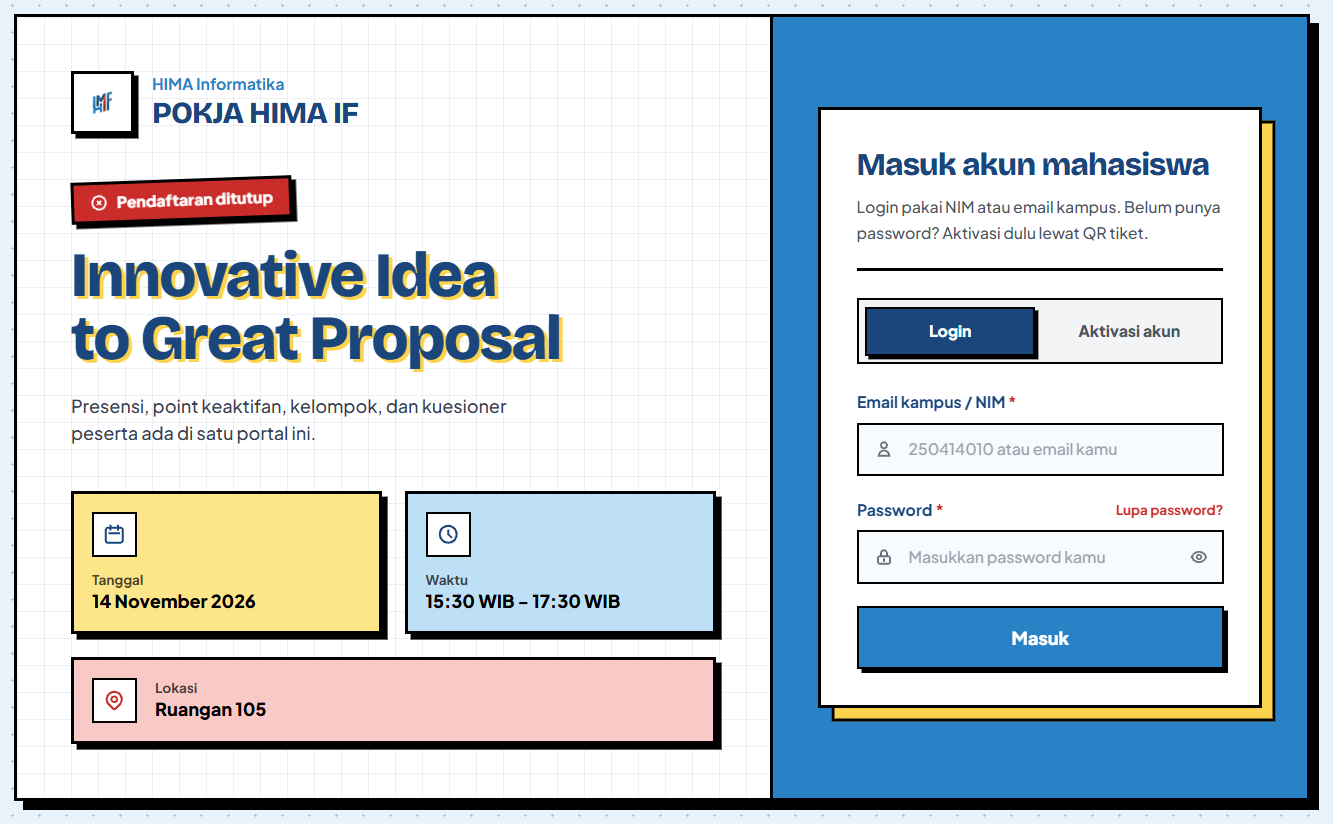 HIMA Informatika
POKJA HIMA IF
Pendaftaran ditutup
Innovative Idea
to Great Proposal
Presensi, point keaktifan, kelompok, dan kuesioner
peserta ada di satu portal ini.
Tanggal
14 November 2026
Waktu
15:30 WIB – 17:30 WIB
Lokasi
Ruangan 105
Masuk akun mahasiswa
Login pakai NIM atau email kampus. Belum punya
password? Aktivasi dulu lewat QR tiket.
Login
Aktivasi akun
Email kampus / NIM *
250414010 atau email kamu
Password *
Lupa password?
Masukkan password kamu
Masuk